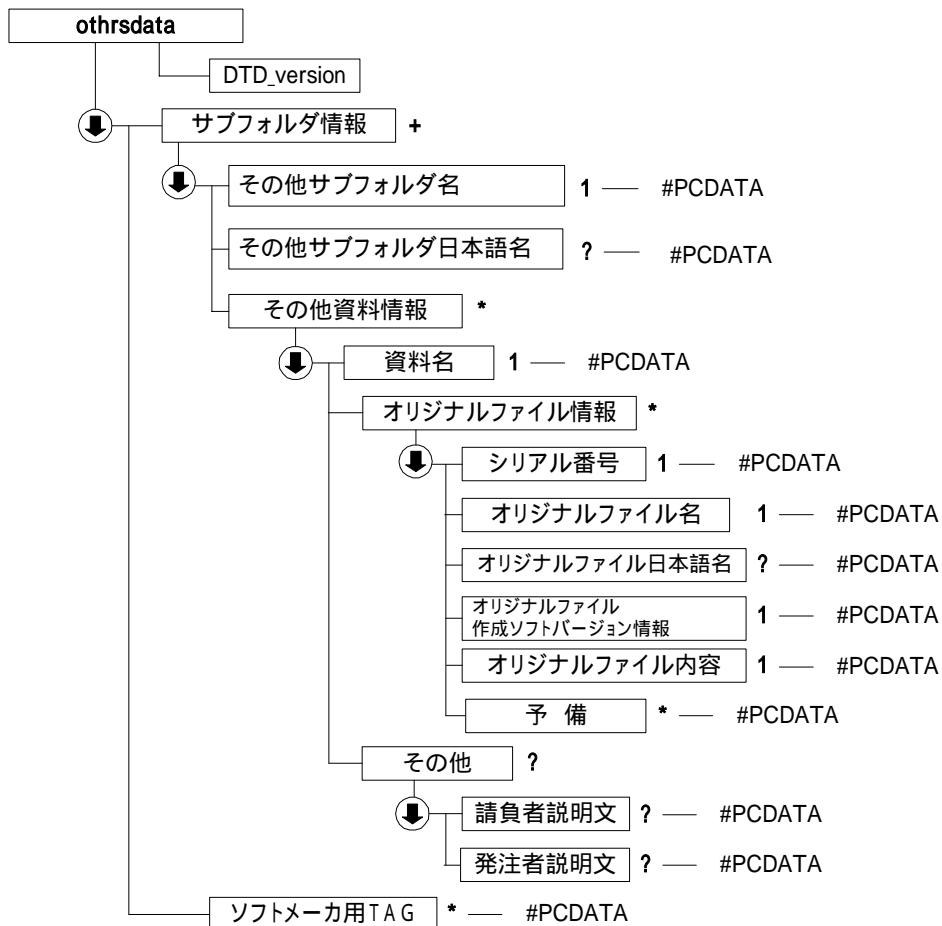 othrsdata
DTD_version
サブフォルダ情報 +
その他サブフォルダ名 1 #PCDATA
その他サブフォルダ日本語名 ? #PCDATA
その他資料情報 *
資料名 1 #PCDATA
オリジナルファイル情報 *
シリアル番号 1 #PCDATA
オリジナルファイル名 1 #PCDATA
オリジナルファイル日本語名 ? #PCDATA
オリジナルファイル
作成ソフトバージョン情報 1 #PCDATA
オリジナルファイル内容 1 #PCDATA
予 備 * #PCDATA
その他 ?
請負者説明文 ? #PCDATA
発注者説明文 ? #PCDATA
ソフトメーカ用TAG * #PCDATA